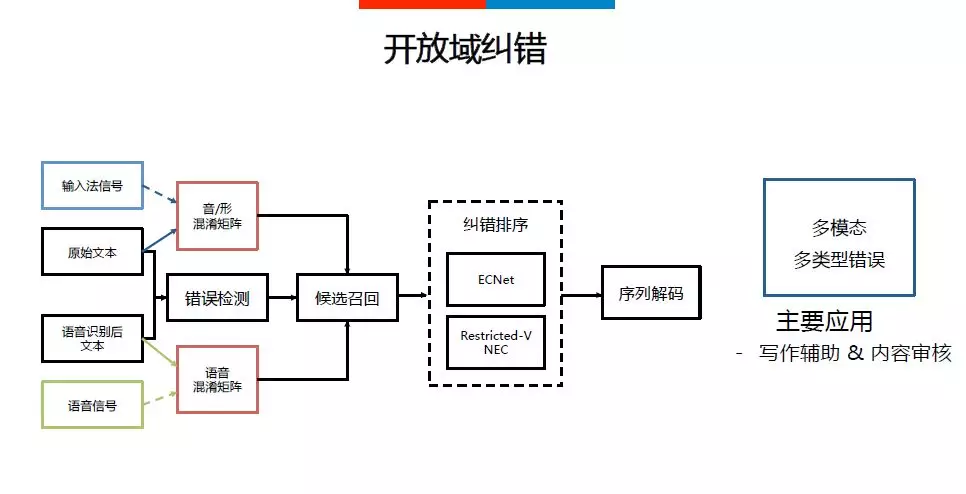 开放域纠错
输入法信号
原始文本
语音识别后
文本
语音信号
音/形
混淆矩阵
错误检测
语音
混淆矩阵
候选召回
纠错排序
ECNet
Restricted-V
NEC
序列解码
多模态
多类型错误
主要应用
- 写作辅助 & 内容审核